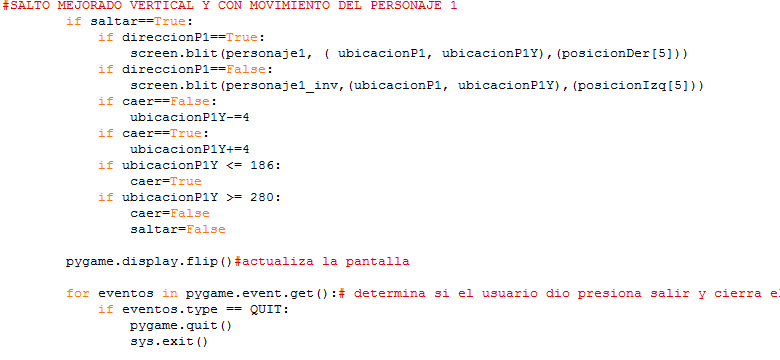 #SALTO MEJORADO VERTICAL Y CON MOVIMIENTO DEL PERSONAJE 1
        if saltar==True:
            if direccionP1==True:
                screen.blit(personaje1, ( ubicacionP1, ubicacionP1Y),(posicionDer[5]))
            if direccionP1==False:
                screen.blit(personaje1_inv,(ubicacionP1, ubicacionP1Y),(posicionIzq[5]))
            if caer==False:
                ubicacionP1Y-=4
            if caer==True:
                ubicacionP1Y+=4
            if ubicacionP1Y <= 186:
                caer=True
            if ubicacionP1Y >= 280:
                caer=False
                saltar=False
        pygame.display.flip()#actualiza la pantalla
        for eventos in pygame.event.get():# determina si el usuario dio presiona salir y cierra el
            if eventos.type == QUIT:
                pygame.quit()
                sys.exit()